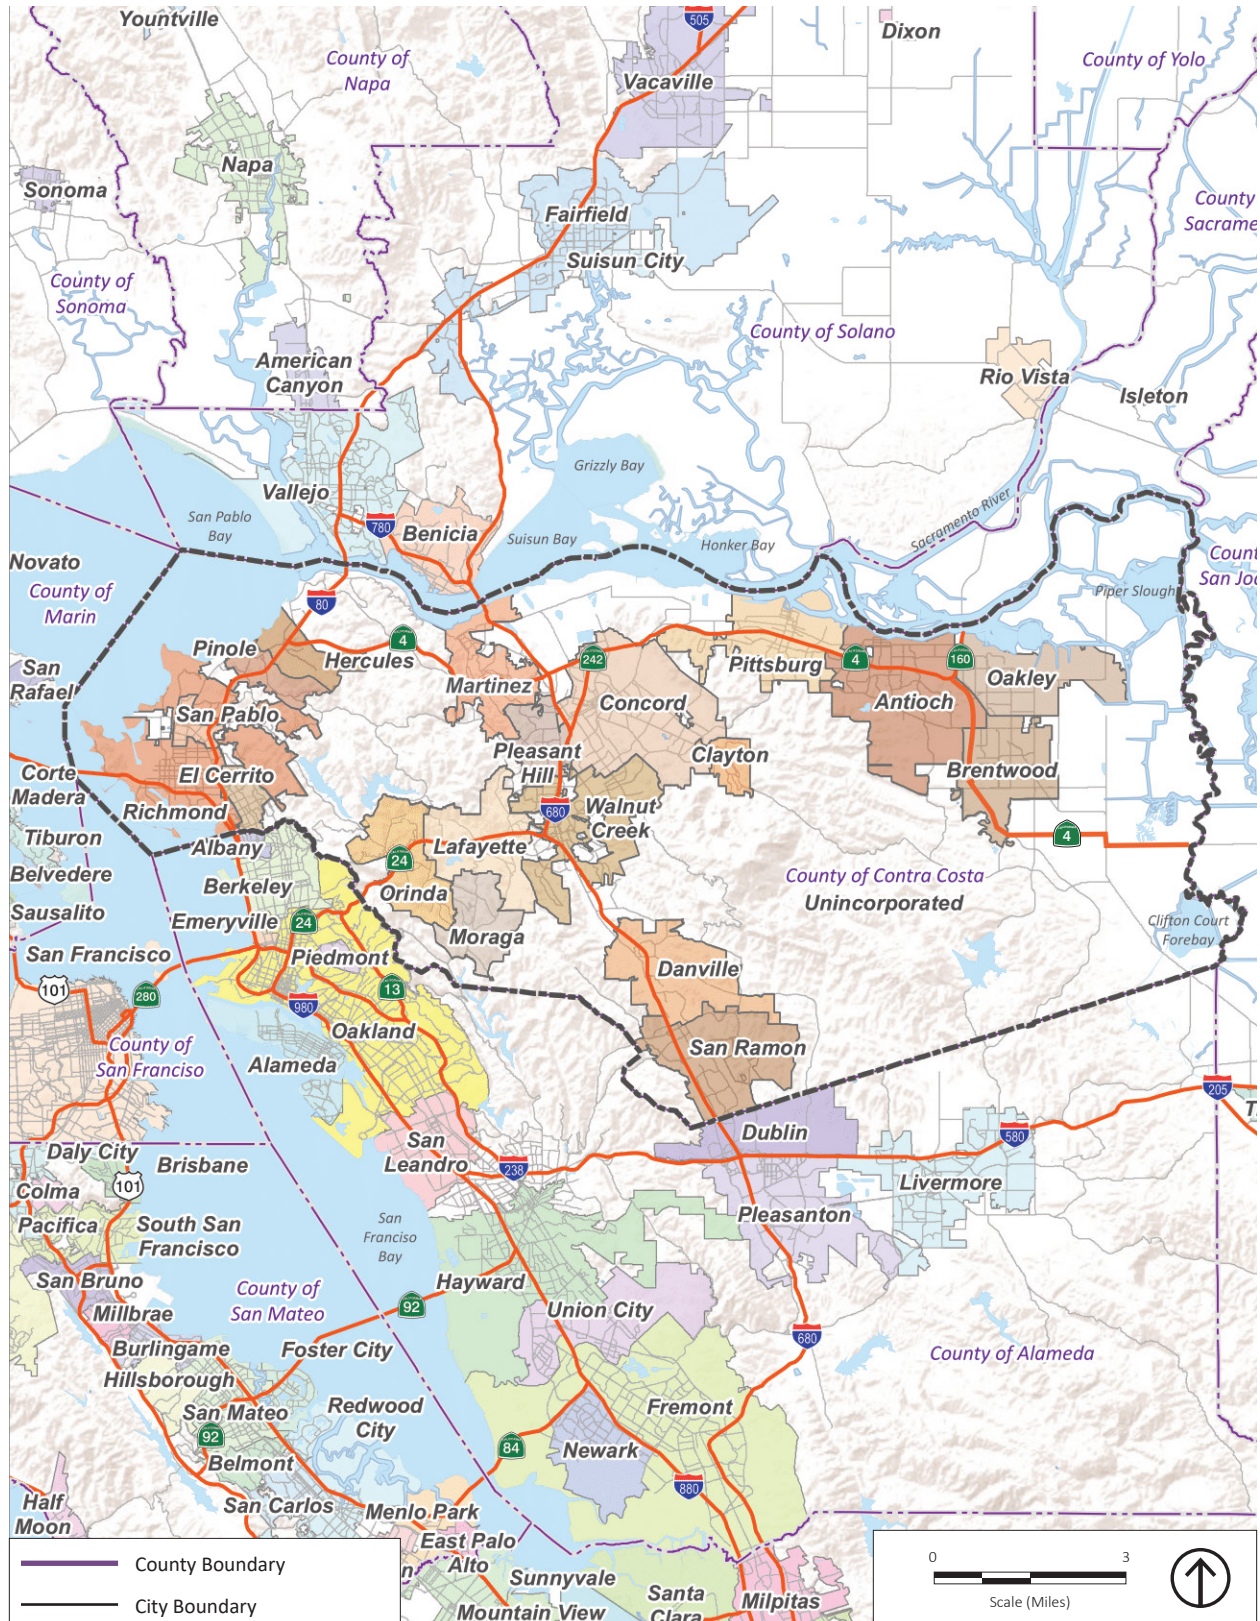 Yountville
505
Dixon
County of
Napa
County of Yolo
Vacaville
Napa
Sonoma
County
Sacrame
Fairfield
Suisun City
County of
Sonoma
County of Solano
American
Canyon
Rio Vista
Isleton
Grizzly Bay
Vallejo
San Pablo
Bay
780
Benicia
Suisun Bay
Honker Bay
Sacramento River
Novato
County of
Marin
Count
San Joa
Piper Slough
80
Pinole
Hercules
4
242
Pittsburg
4
160
Oakley
San
Rafael
Martinez
Concord
Antioch
San Pablo
Pleasant
Hill
Clayton
El Cerrito
Brentwood
Corte
Madera
Richmond
680
Walnut
Creek
Tiburon
Albany
Lafayette
4
Belvedere
Berkeley
24
Orinda
County of Contra Costa
Unincorporated
Sausalito
Emeryville
24
Moraga
Clifton Court
Forebay
San Francisco
Piedmont
Danville
101
280
980
13
Oakland
County of
San Franciso
Alameda
San Ramon
205
T
Daly City
Brisbane
San
Leandro
Dublin
580
238
Colma
101
Livermore
Pacifica
South San
Francisco
San
Franciso
Bay
Pleasanton
San Bruno
County of
San Mateo
Hayward
Millbrae
92
Union City
680
Burlingame
Foster City
County of Alameda
Hillsborough
San Mateo
Redwood
City
Fremont
92
84
Newark
Belmont
880
Half
Moon
San Carlos
Menlo Park
East Palo
Alto
n
Sunnyvale
Mountain View
Santa
Clara
Milpitas
County Boundary
City Boundary
0 3
Scale (Miles)